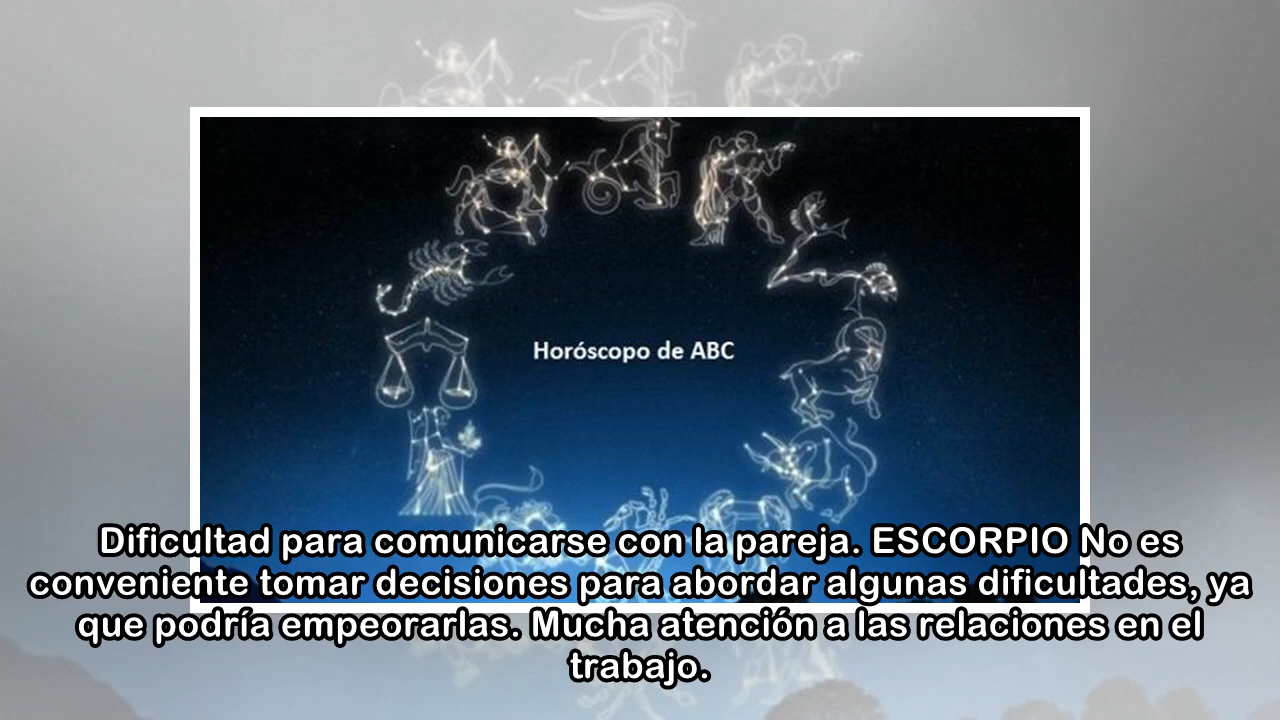 Horóscopo de ABC
Dificultad para comunicarse con la pareja. ESCORPIO No es
conveniente tomar decisiones para abordar algunas dificultades, ya
que podría empeorarlas. Mucha atención a las relaciones en el
trabajo.